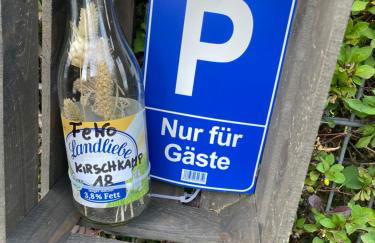 P
Nur für
Gäste
FeWo
Landliebe
KIRSCHKAMP
18
3,8% Fett